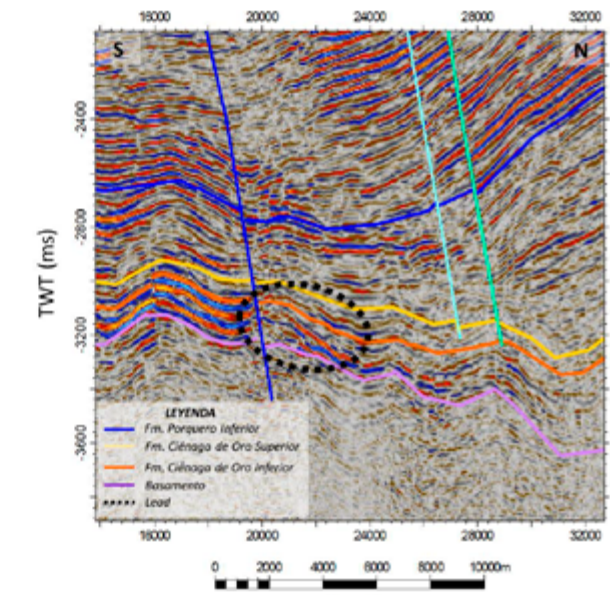 16000 20000 24000 28000 32000
S N
-2400
-2800
-3200
-3600
TWT (ms)
LEYENDA
Fm. Porquero Inferior
Fm. Ciénaga de Oro Superior
Fm. Ciénaga de Oro Inferior
Basamento
Lead
16000 20000 24000 28000 32000
0 2000 4000 6000 8000 10000m